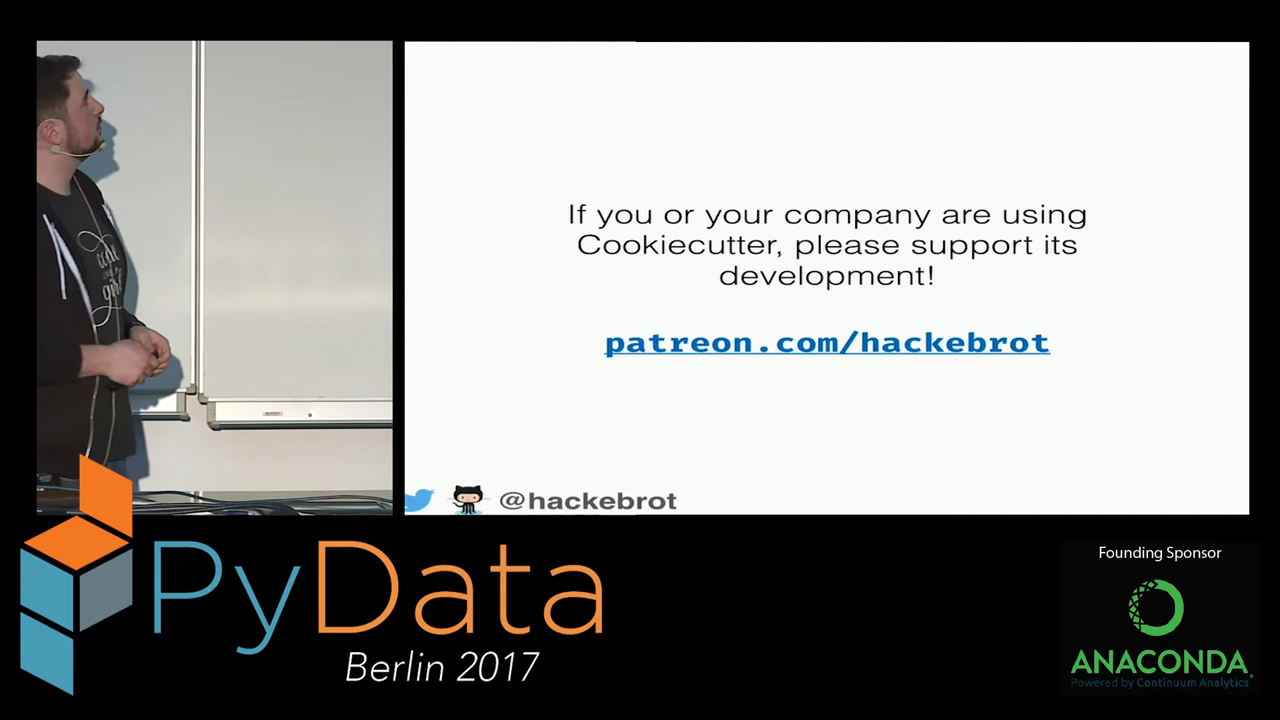 If you or your company are using
Cookiecutter, please support its
development!
patreon.com/hackebrot
@hackebrot
PyData
Berlin 2017
Founding Sponsor
ANACONDA
Powered by Continuum Analytics